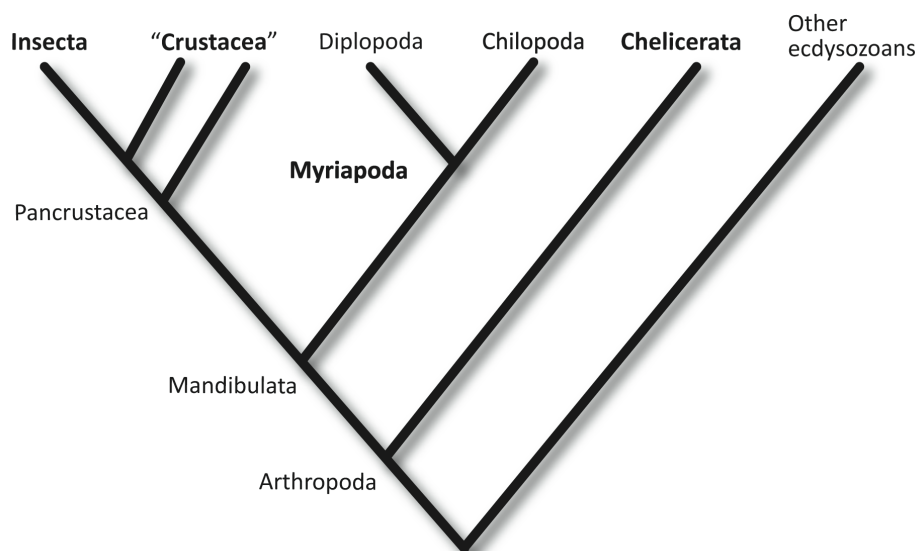 Insecta “Crustacea” Diplopoda Chilopoda Chelicerata Other
ecdysozoans
Myriapoda
Pancrustacea
Mandibulata
Arthropoda